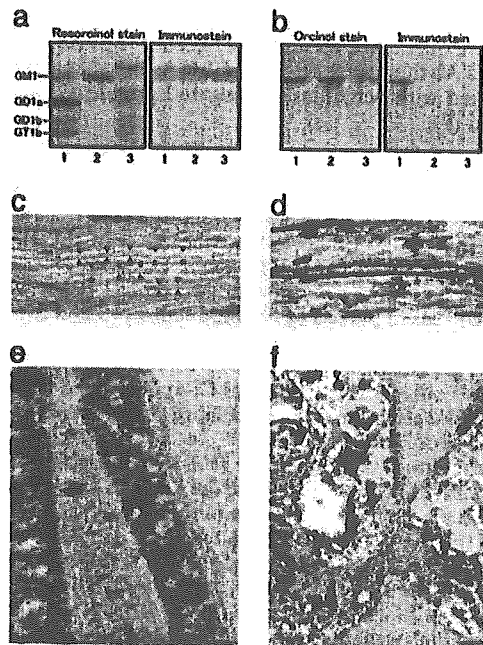 a
Resorcinol stain Immunostain
GM1
GD1a
GD1b
GT1b
1 2 3 1 2 3
b
Orcinol stain Immunostain
1 2 3 1 2 3
c
d
e
f